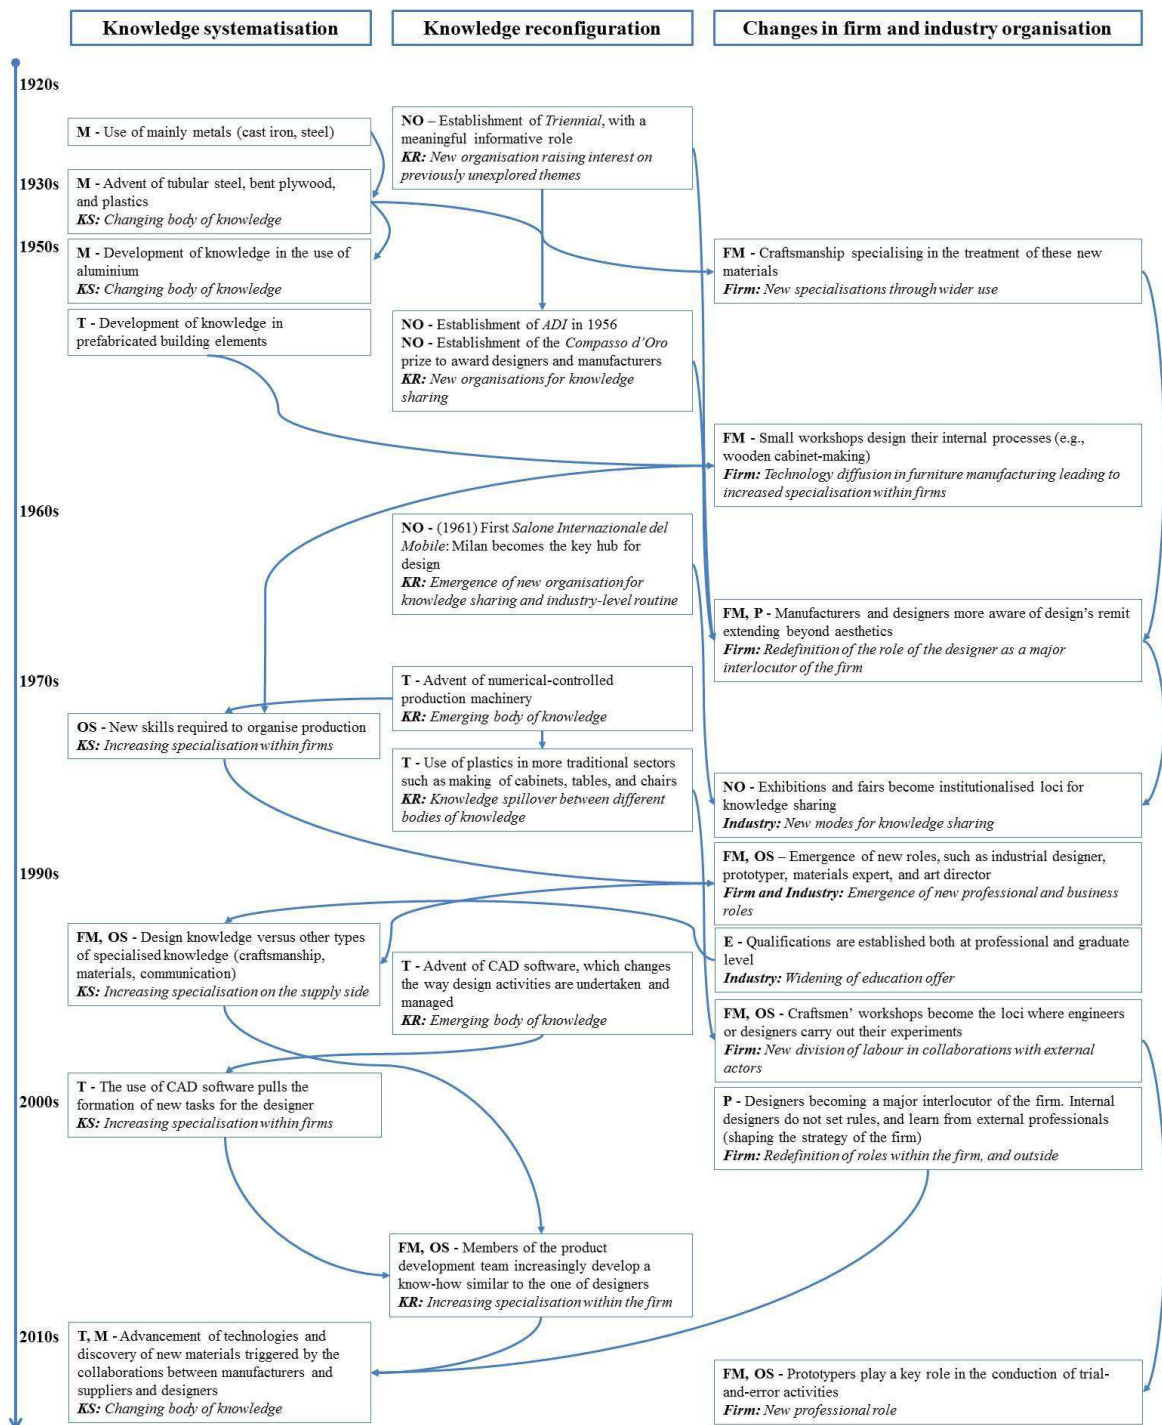 Knowledge systematisation
Knowledge reconfiguration
Changes in firm and industry organisation
1920s
M - Use of mainly metals (cast iron, steel)
NO – Establishment of Triennial, with a
meaningful informative role
KR: New organisation raising interest on
previously unexplored themes
1930s
M - Advent of tubular steel, bent plywood,
and plastics
KS: Changing body of knowledge
1950s
M - Development of knowledge in the use of
aluminium
KS: Changing body of knowledge
FM - Craftsmanship specialising in the treatment of these new
materials
Firm: New specialisations through wider use
T - Development of knowledge in
prefabricated building elements
NO - Establishment of ADI in 1956
NO - Establishment of the Compasso d'Oro
prize to award designers and manufacturers
KR: New organisations for knowledge
sharing
FM - Small workshops design their internal processes (e.g.,
wooden cabinet-making)
Firm: Technology diffusion in furniture manufacturing leading to
increased specialisation within firms
1960s
NO - (1961) First Salone Internazionale del
Mobile: Milan becomes the key hub for
design
KR: Emergence of new organisation for
knowledge sharing and industry-level routine
FM, P - Manufacturers and designers more aware of design's remit
extending beyond aesthetics
Firm: Redefinition of the role of the designer as a major
interlocutor of the firm
1970s
T - Advent of numerical-controlled
production machinery
KR: Emerging body of knowledge
OS - New skills required to organise production
KS: Increasing specialisation within firms
T - Use of plastics in more traditional sectors
such as making of cabinets, tables, and chairs
KR: Knowledge spillover between different
bodies of knowledge
NO - Exhibitions and fairs become institutionalised loci for
knowledge sharing
Industry: New modes for knowledge sharing
1990s
FM, OS – Emergence of new roles, such as industrial designer,
prototyper, materials expert, and art director
Firm and Industry: Emergence of new professional and business
roles
FM, OS - Design knowledge versus other types
of specialised knowledge (craftsmanship,
materials, communication)
KS: Increasing specialisation on the supply side
E - Qualifications are established both at professional and graduate
level
Industry: Widening of education offer
T - Advent of CAD software, which changes
the way design activities are undertaken and
managed
KR: Emerging body of knowledge
FM, OS - Craftsmen' workshops become the loci where engineers
or designers carry out their experiments
Firm: New division of labour in collaborations with external
actors
2000s
T - The use of CAD software pulls the
formation of new tasks for the designer
KS: Increasing specialisation within firms
P - Designers becoming a major interlocutor of the firm. Internal
designers do not set rules, and learn from external professionals
(shaping the strategy of the firm)
Firm: Redefinition of roles within the firm, and outside
FM, OS - Members of the product
development team increasingly develop a
know-how similar to the one of designers
KR: Increasing specialisation within the firm
2010s
T, M - Advancement of technologies and
discovery of new materials triggered by the
collaborations between manufacturers and
suppliers and designers
KS: Changing body of knowledge
FM, OS - Prototypers play a key role in the conduction of trial-
and-error activities
Firm: New professional role